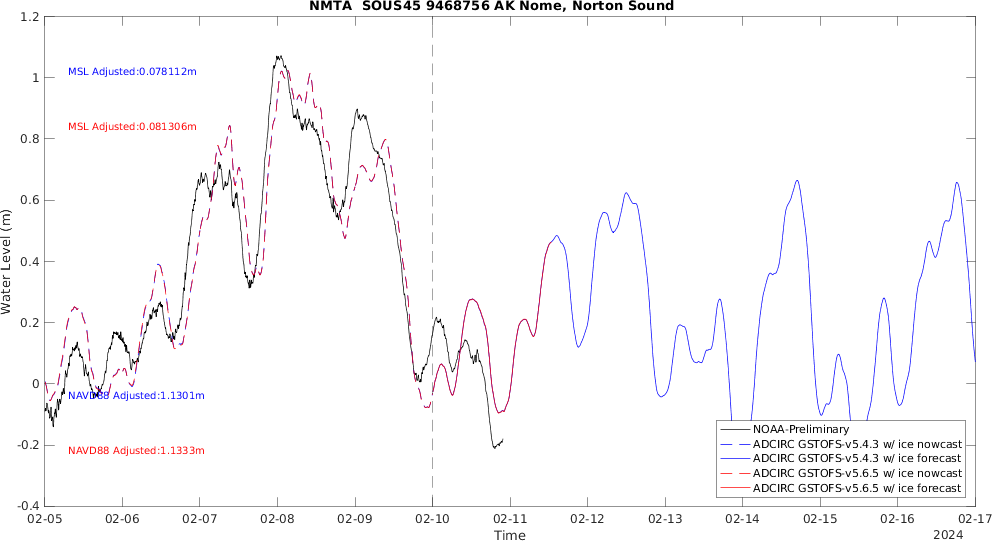 NMTA SOUS45 9468756 AK Nome, Norton Sound
1.2
1
0.8
0.6
0.4
0.2
0
-0.2
-0.4
Water Level (m)
MSL Adjusted:0.078112m
MSL Adjusted:0.081306m
NAVD88 Adjusted:1.1301m
NAVD88 Adjusted:1.1333m
NOAA-Preliminary
ADCIRC GSTOFS-v5.4.3 w/ ice nowcast
ADCIRC GSTOFS-v5.4.3 w/ ice forecast
ADCIRC GSTOFS-v5.6.5 w/ ice nowcast
ADCIRC GSTOFS-v5.6.5 w/ ice forecast
02-05 02-06 02-07 02-08 02-09 02-10 02-11 02-12 02-13 02-14 02-15 02-16 02-17
Time
2024